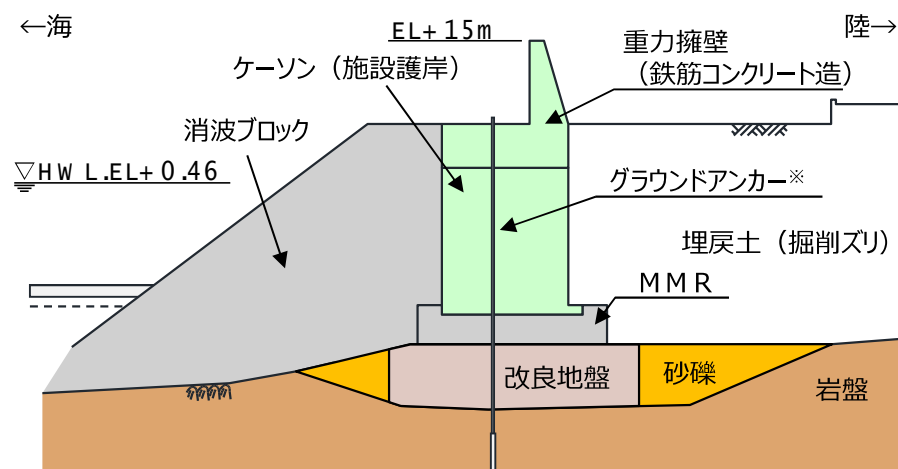 ←海
陸→
EL+15m
重力擁壁
（鉄筋コンクリート造）
ケーソン（施設護岸）
消波ブロック
▽HWL.EL+0.46
グラウンドアンカー※
埋戻土（掘削ズリ）
MMR
改良地盤
砂礫
岩盤